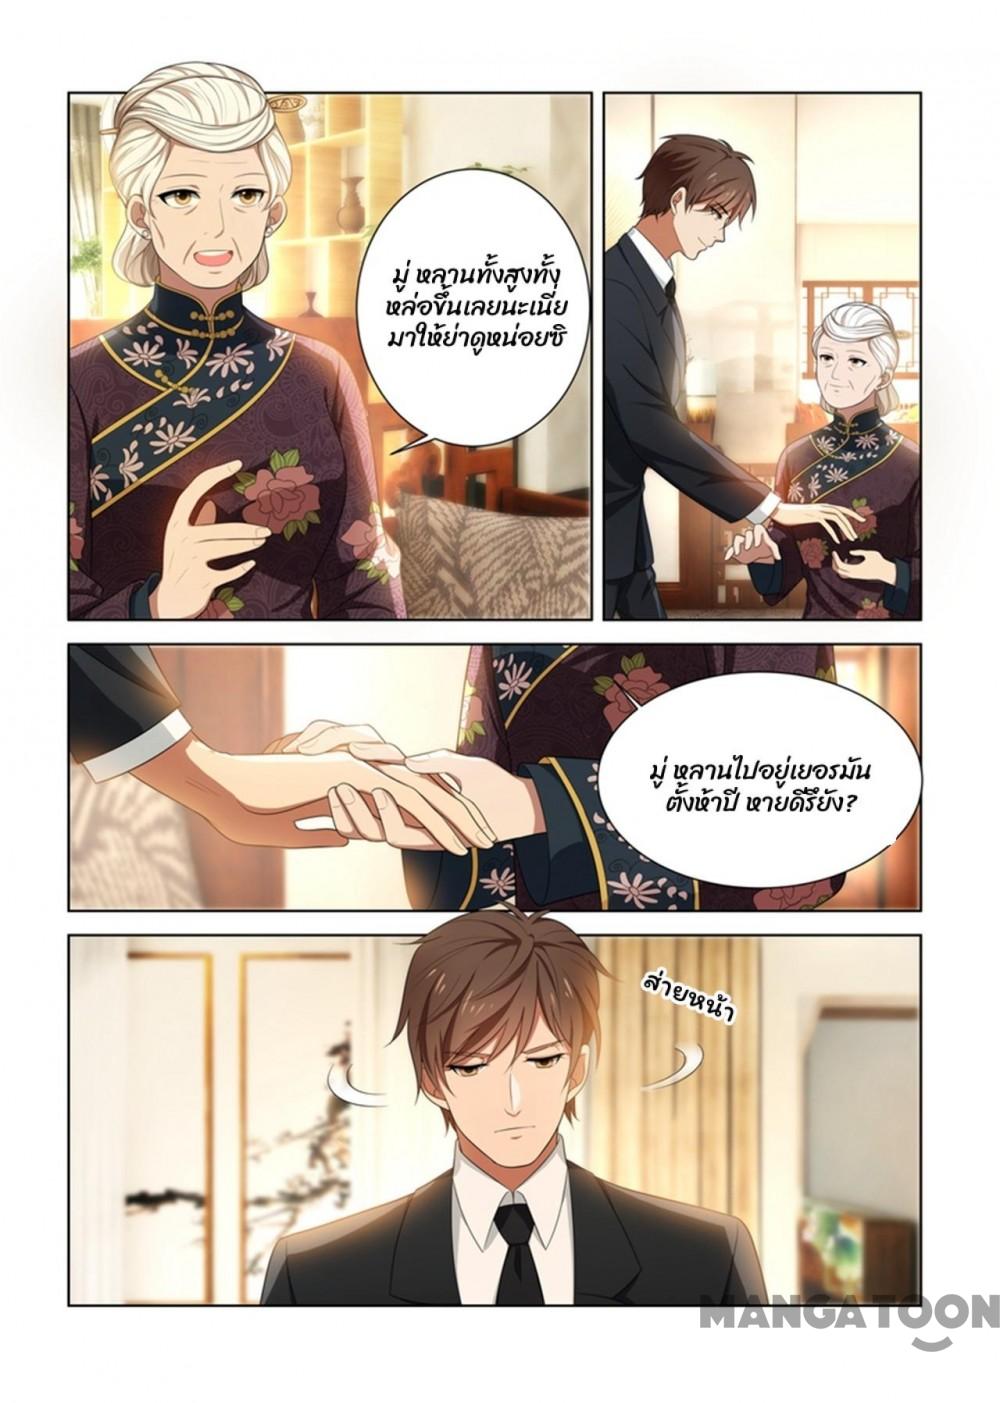 มู่ หลานทั้งสูงทั้ง
หล่อขึ้นเลยนะเนี่ย
มาให้ย่าดูหน่อยซิ
มู่ หลานไปอยู่เยอรมัน
ตั้งห้าปี หายดีรึยัง?
ส่ายหน้า
MANGATOON